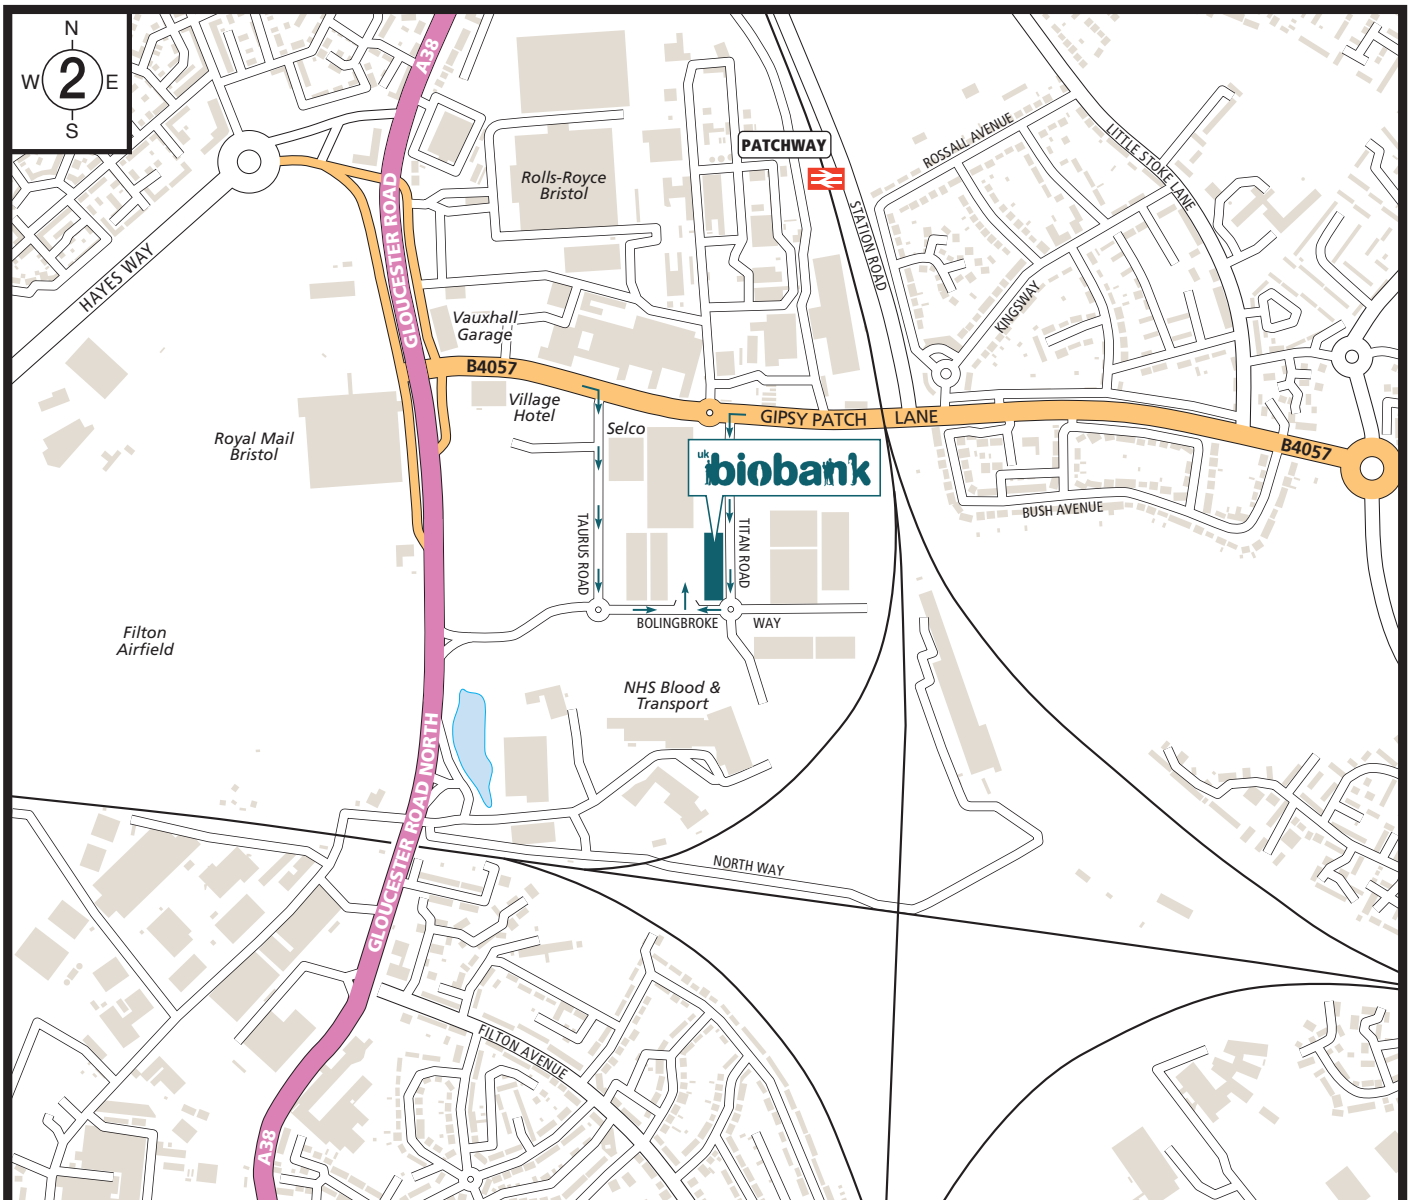 N
W 2 E
S
A38
PATCHWAY
Rolls-Royce
Bristol
ROSSALL AVENUE
LITTLE STOKE LANE
STATION ROAD
HAYES WAY
GLOUCESTER ROAD
KINGSWAY
Vauxhall
Garage
B4057
Village
Hotel
Selco
GIPSY PATCH LANE
B4057
Royal Mail
Bristol
uk
biobank
BUSH AVENUE
TAURUS ROAD
TITAN ROAD
BOLINGBROKE WAY
Filton
Airfield
NHS Blood &
Transport
GLOUCESTER ROAD NORTH
NORTH WAY
FILTON AVENUE
A38